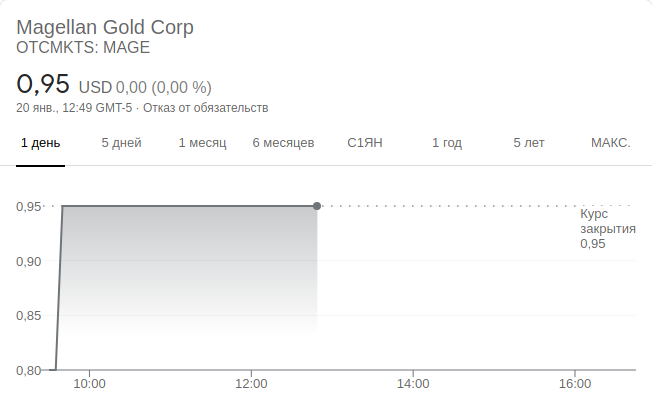 Magellan Gold Corp
OTCMKTS: MAGE
0,95 USD 0,00 (0,00 %)
20 янв., 12:49 GMT-5 · Отказ от обязательств
1 день 5 дней 1 месяц 6 месяцев С1ЯН 1 год 5 лет МАКС.
0,95
Курс
закрытия
0,95
0,90
0,85
0,80
10:00 12:00 14:00 16:00